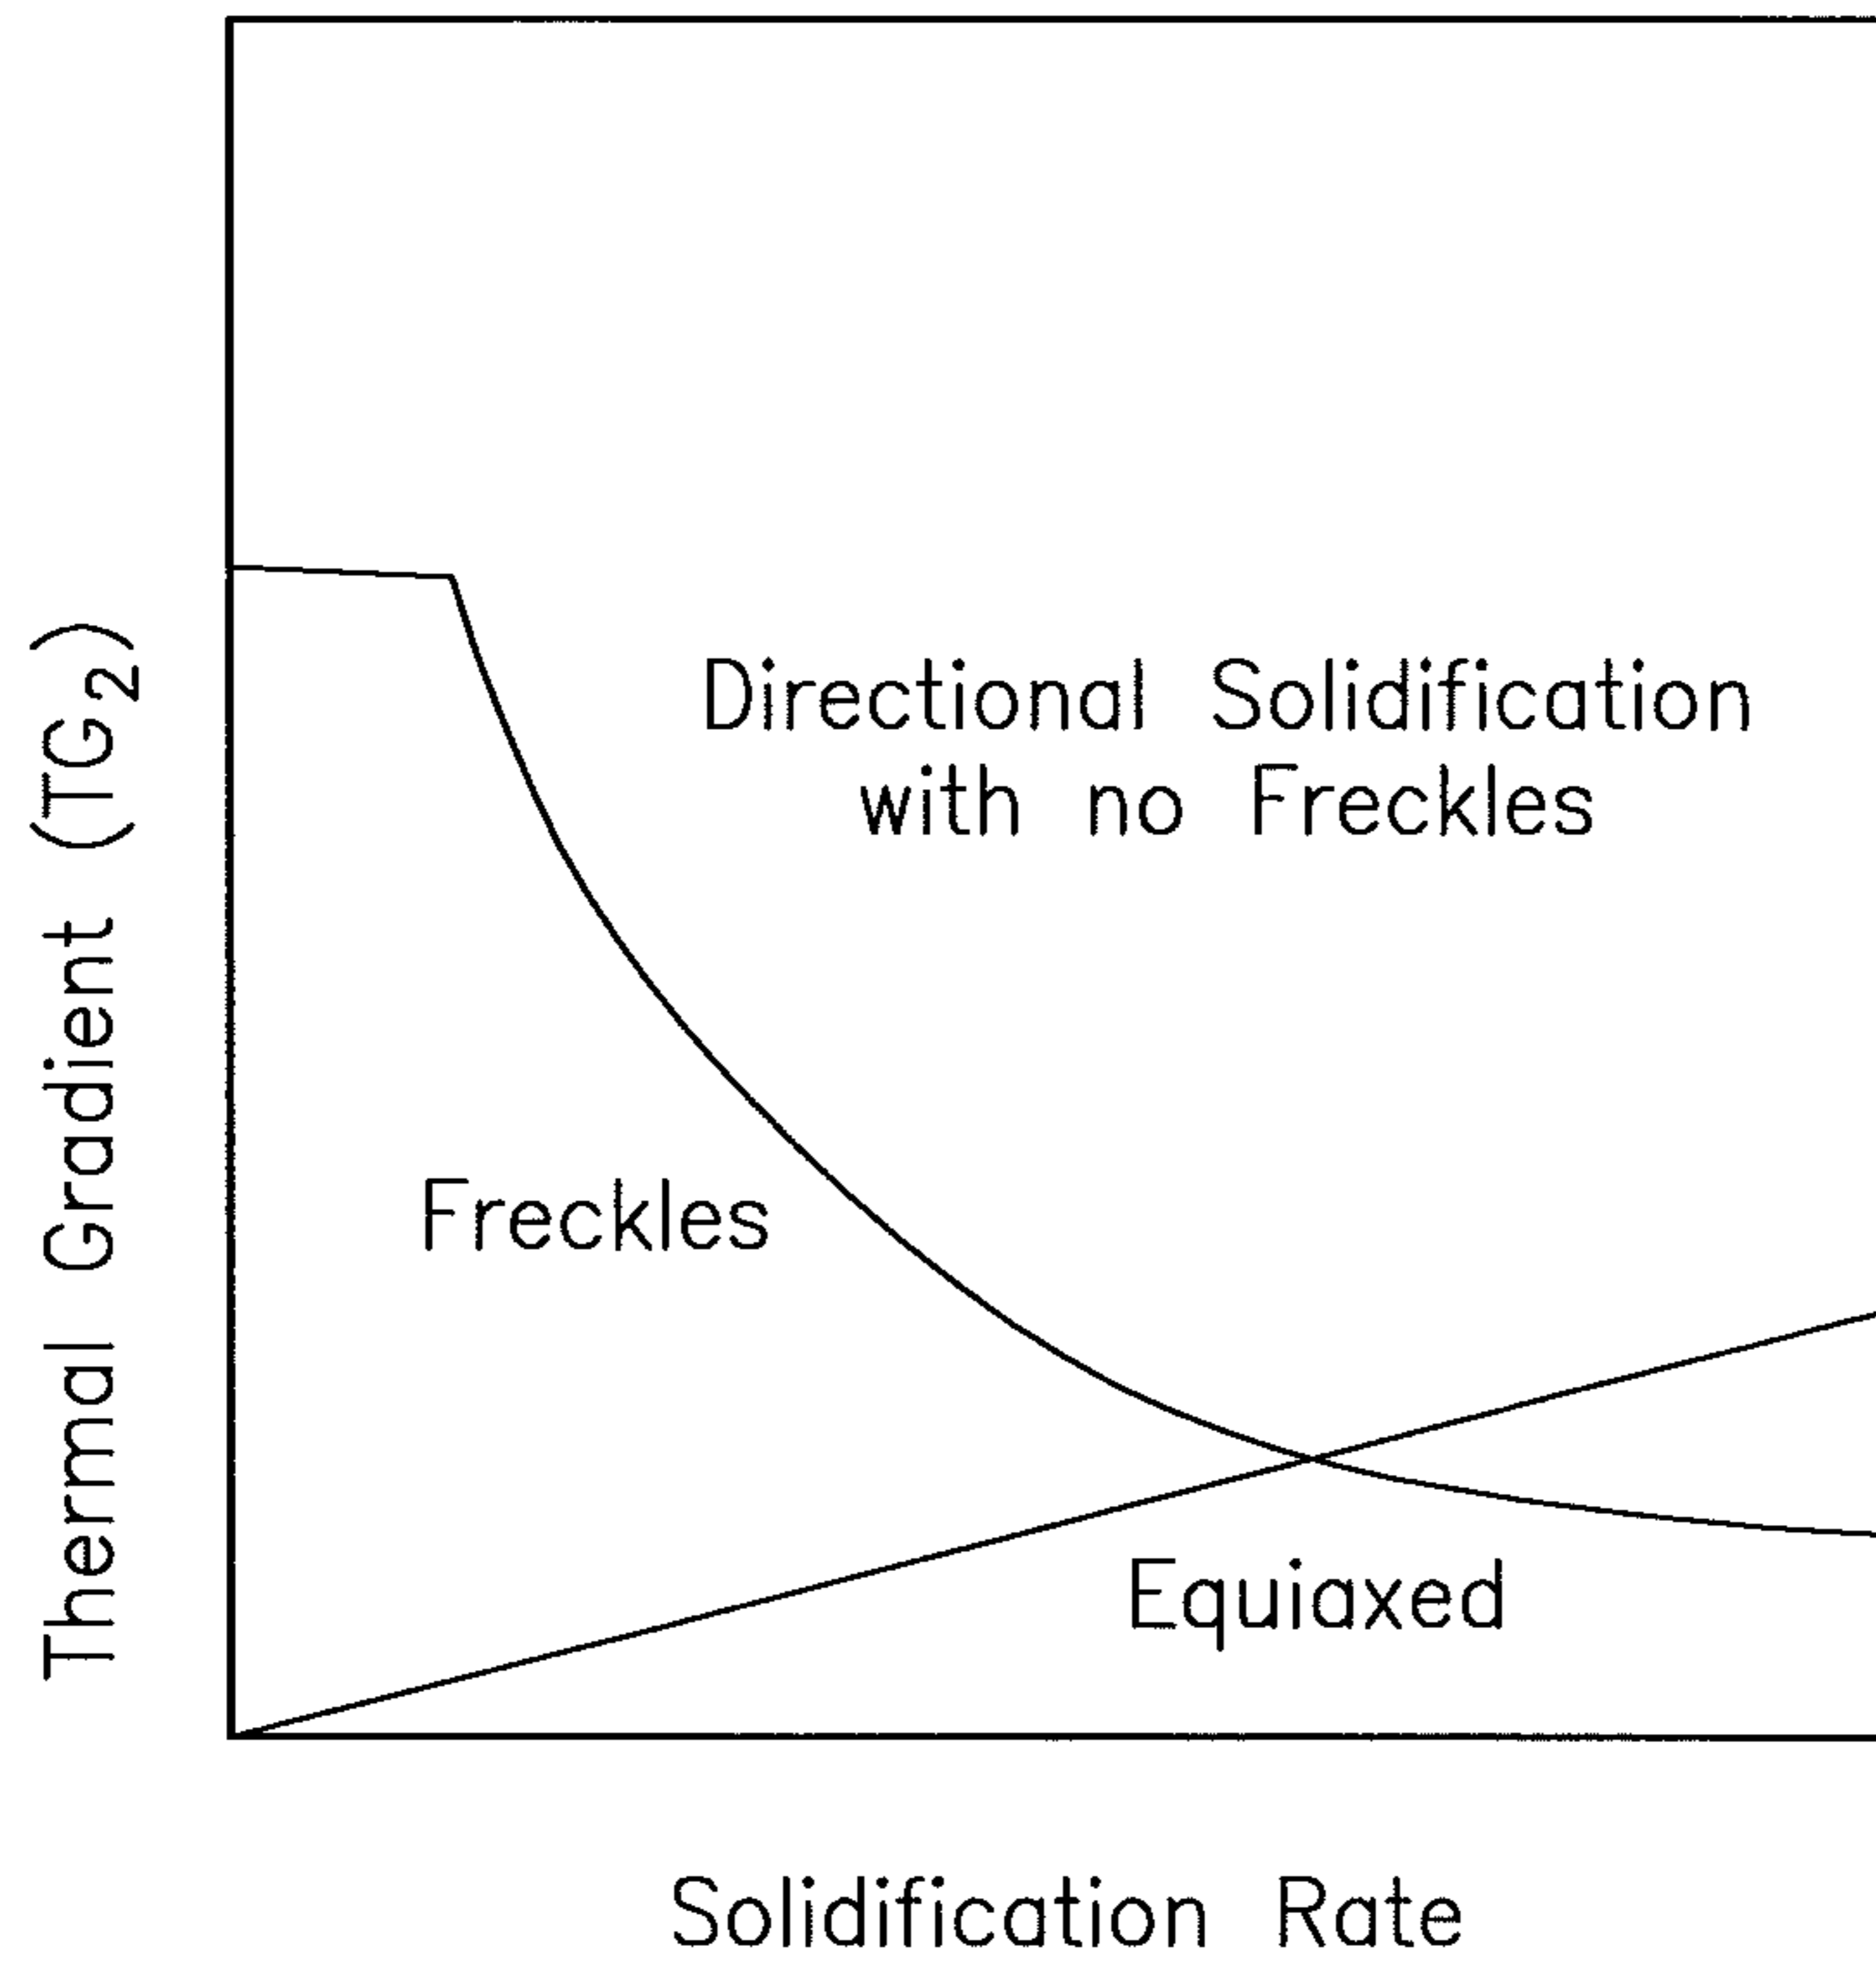 Thermal Gradient (TG₂)
Directional Solidification
with no Freckles
Freckles
Equiaxed
Solidification Rate